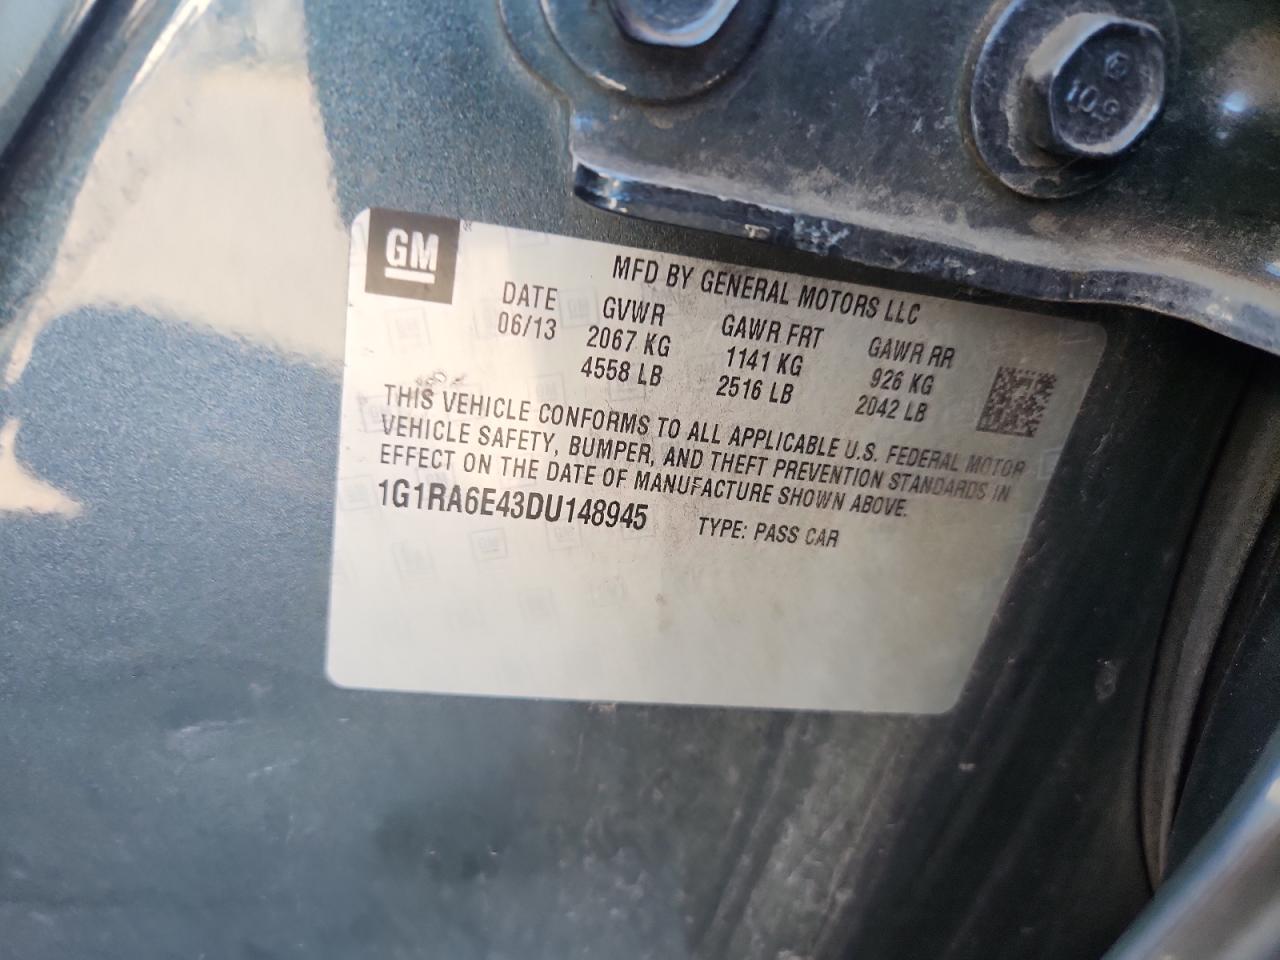 10.9
GM
MFD BY GENERAL MOTORS LLC
DATE GVWR GAWR FRT GAWR RR
06/13 2067 KG 1141 KG 926 KG
4558 LB 2516 LB 2042 LB
THIS VEHICLE CONFORMS TO ALL APPLICABLE U.S. FEDERAL MOTOR
VEHICLE SAFETY, BUMPER, AND THEFT PREVENTION STANDARDS IN
EFFECT ON THE DATE OF MANUFACTURE SHOWN ABOVE.
1G1RA6E43DU148945 TYPE: PASS CAR